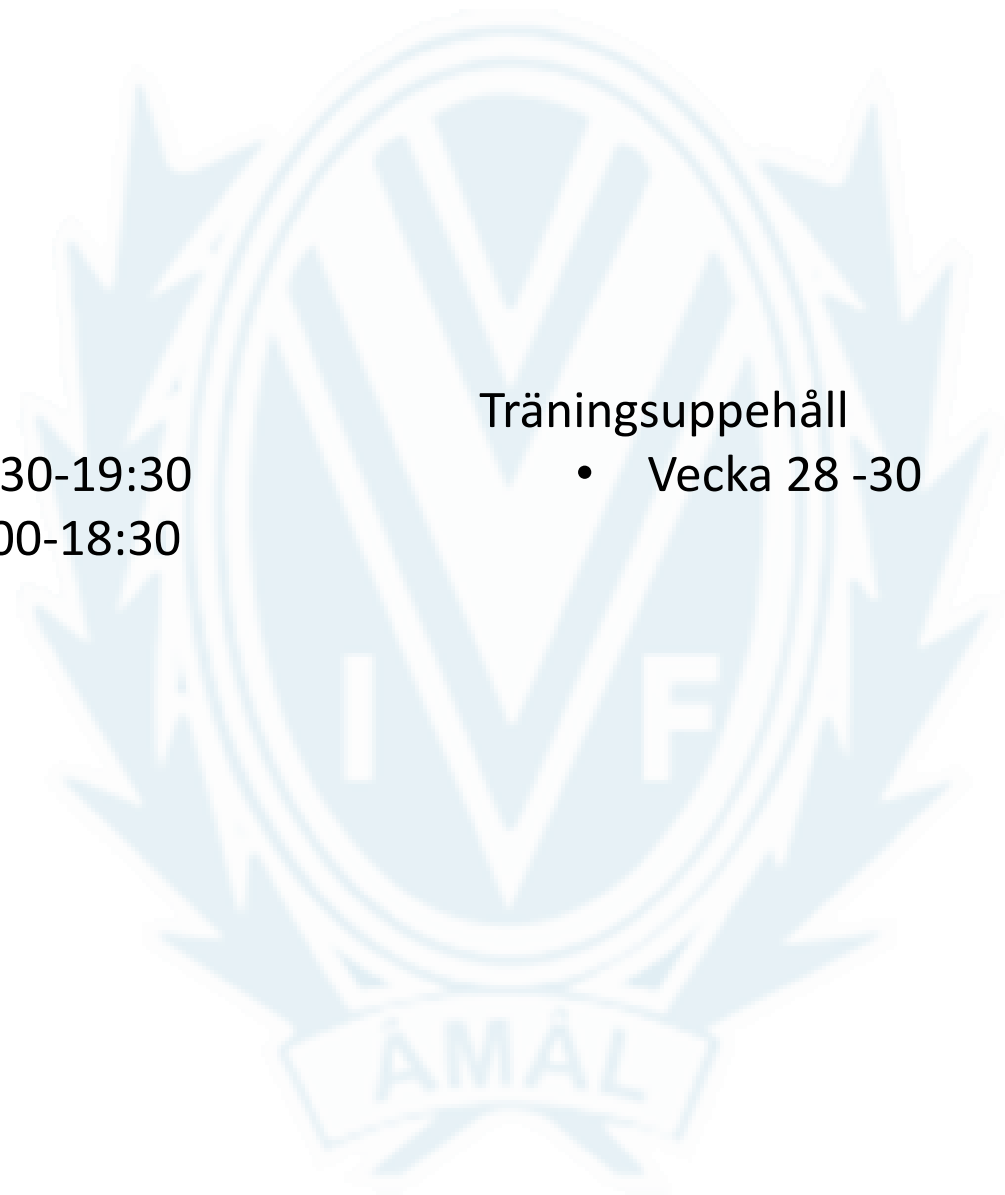 Träningsuppehåll
30-19:30
• Vecka 28 -30
00-18:30
I F
ÅMÅL